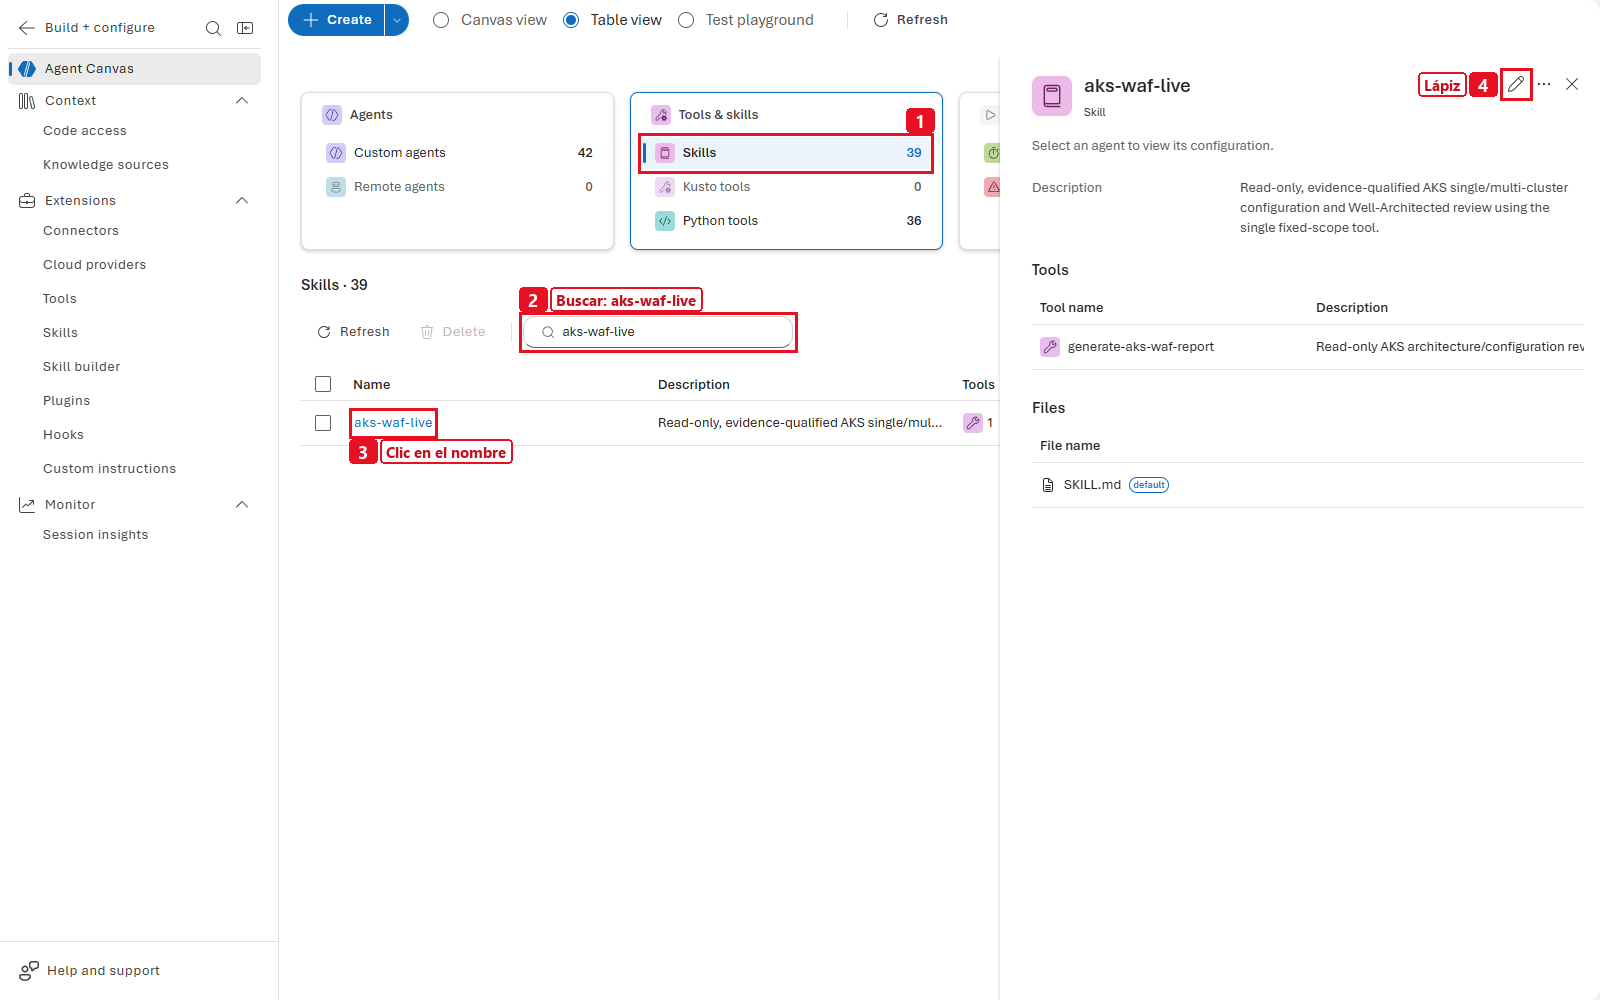 Build + configure
Agent Canvas
Context
Code access
Knowledge sources
Extensions
Connectors
Cloud providers
Tools
Skills
Skill builder
Plugins
Hooks
Custom instructions
Monitor
Session insights
Help and support
Create
Canvas view
Table view
Test playground
Refresh
Agents
Custom agents 42
Remote agents 0
Tools & skills
1
Skills 39
Kusto tools 0
Python tools 36
Skills · 39
2 Buscar: aks-waf-live
Refresh
Delete
aks-waf-live
Name Description Tools
aks-waf-live Read-only, evidence-qualified AKS single/mul... 1
3 Clic en el nombre
aks-waf-live
Lápiz 4
Skill
Select an agent to view its configuration.
Description
Read-only, evidence-qualified AKS single/multi-cluster
configuration and Well-Architected review using the
single fixed-scope tool.
Tools
Tool name Description
generate-aks-waf-report Read-only AKS architecture/configuration rev
Files
File name
SKILL.md default